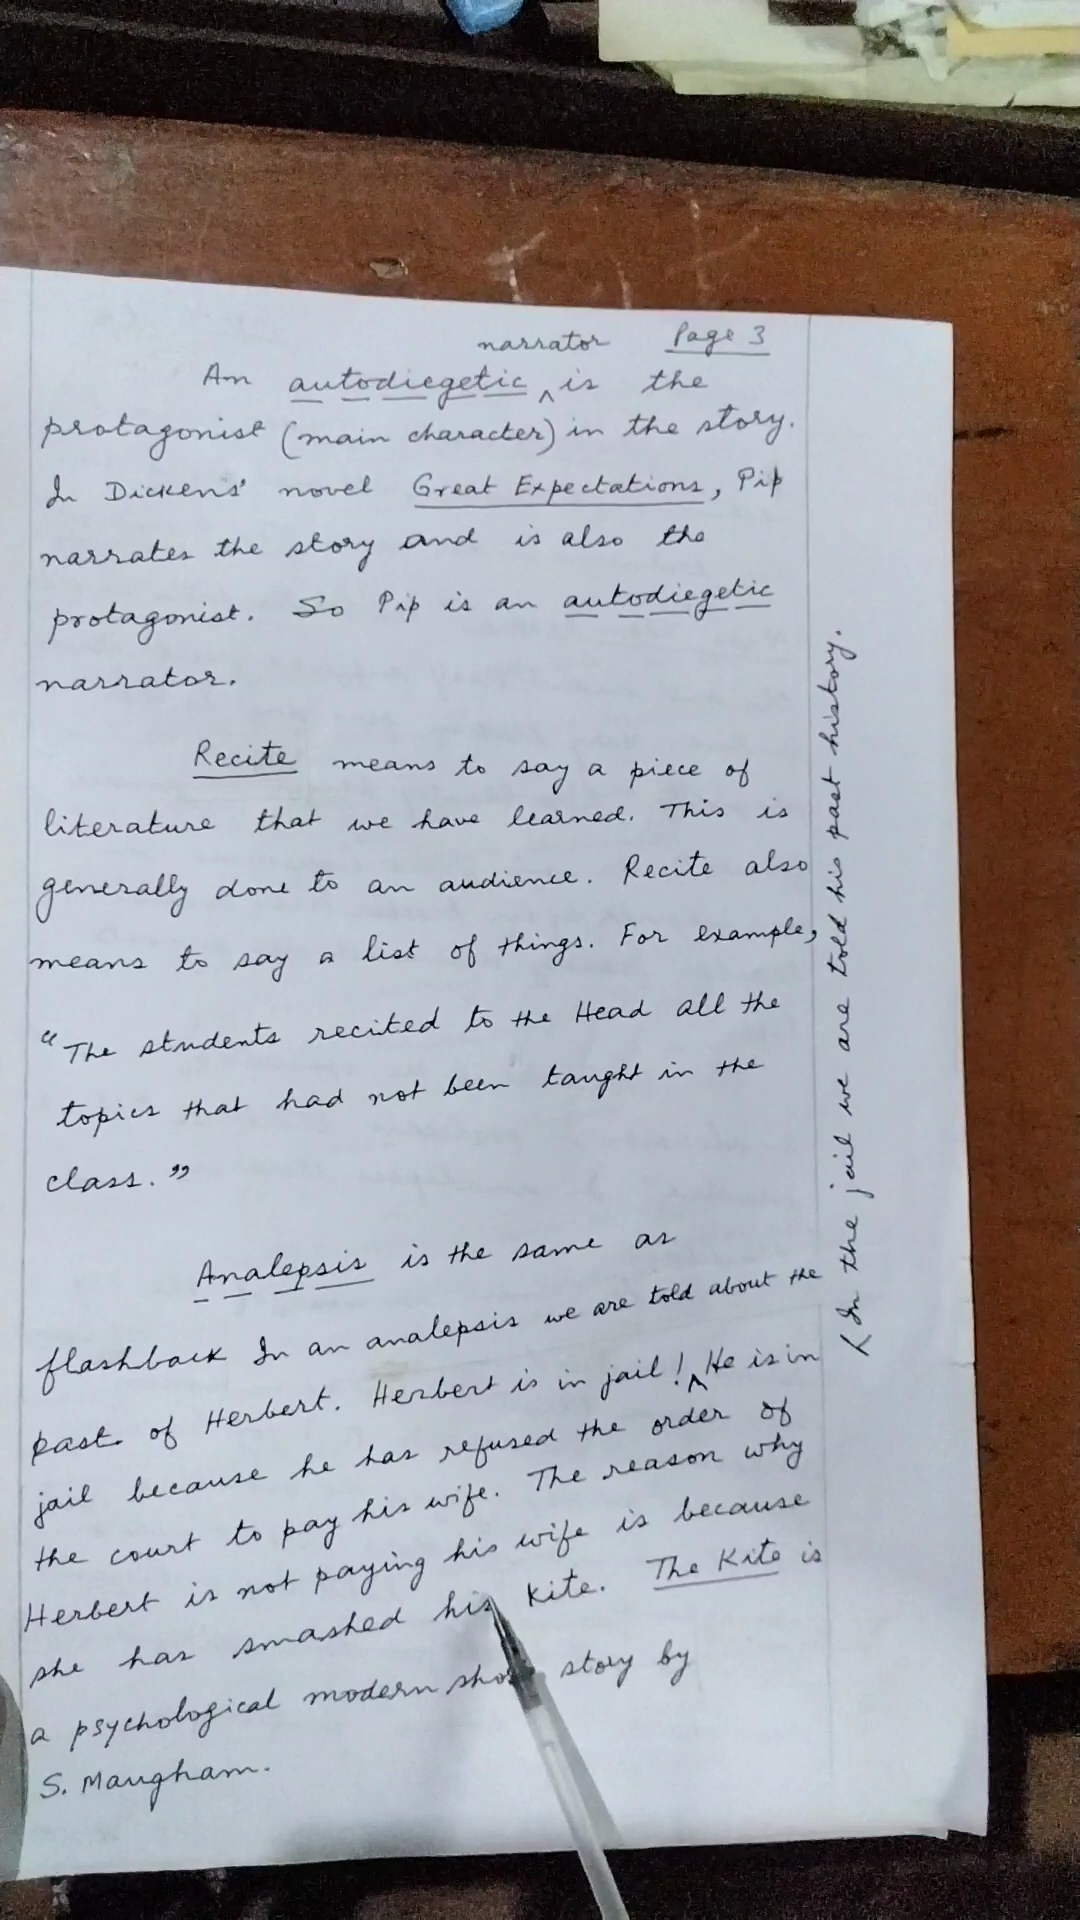 Page 3
narrator
An autodiegetic ^ is the
protagonist (main character) in the story.
In Dickens' novel Great Expectations, Pip
narrates the story and is also the
protagonist. So Pip is an autodiegetic
narrator.
Recite means to say a piece of
literature that we have learned. This is
generally done to an audience. Recite also
means to say a list of things. For example,
"The students recited to the Head all the
topics that had not been taught in the
class."
Analepsis is the same as
flashback In an analepsis we are told about the
past of Herbert. Herbert is in jail! ^ He is in
jail because he has refused the order of
the court to pay his wife. The reason why
Herbert is not paying his wife is because
she has smashed his kite. The Kite is
a psychological modern short story by
S. Maugham.
In the jail we are told his past history.